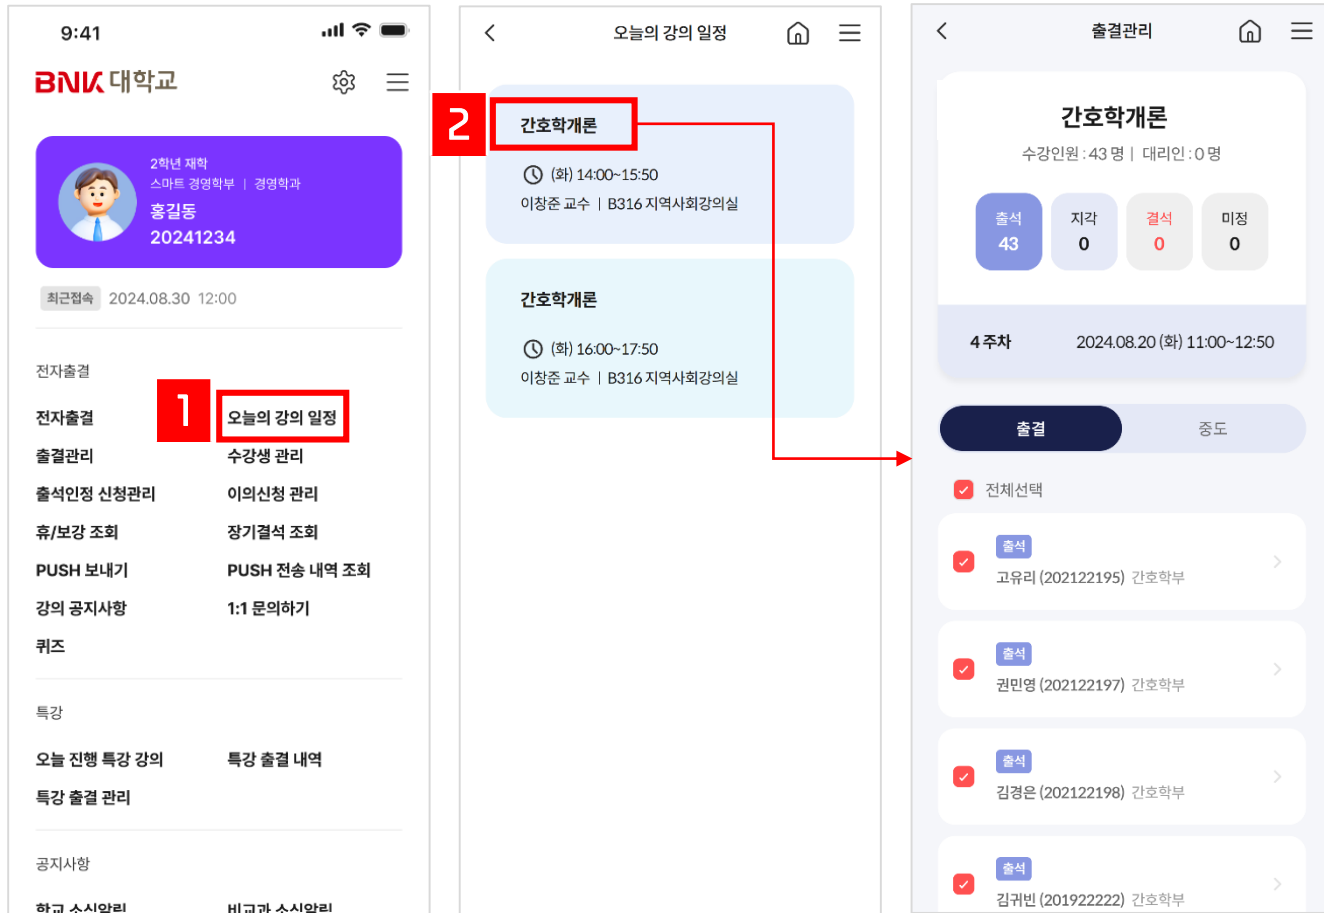 9:41
BNK 대학교
2학년 재학
스마트 경영학부 | 경영학과
홍길동
20241234
최근접속 2024.08.30 12:00
전자출결
전자출결
1
오늘의 강의 일정
출결관리 수강생 관리
출석인정 신청관리 이의신청 관리
휴/보강 조회 장기결석 조회
PUSH 보내기 PUSH 전송 내역 조회
강의 공지사항 1:1 문의하기
퀴즈
특강
오늘 진행 특강 강의 특강 출결 내역
특강 출결 관리
공지사항
학교 소식알림 비교과 소식알림
오늘의 강의 일정
2
간호학개론
(화) 14:00~15:50
이창준 교수 | B316 지역사회강의실
간호학개론
(화) 16:00~17:50
이창준 교수 | B316 지역사회강의실
출결관리
간호학개론
수강인원 : 43 명 | 대리인 : 0 명
출석 지각 결석 미정
43 0 0 0
4 주차 2024.08.20 (화) 11:00~12:50
출결 중도
전체선택
출석
고유리 (202122195) 간호학부
출석
권민영 (202122197) 간호학부
출석
김경은 (202122198) 간호학부
출석
김귀빈 (201922222) 간호학부